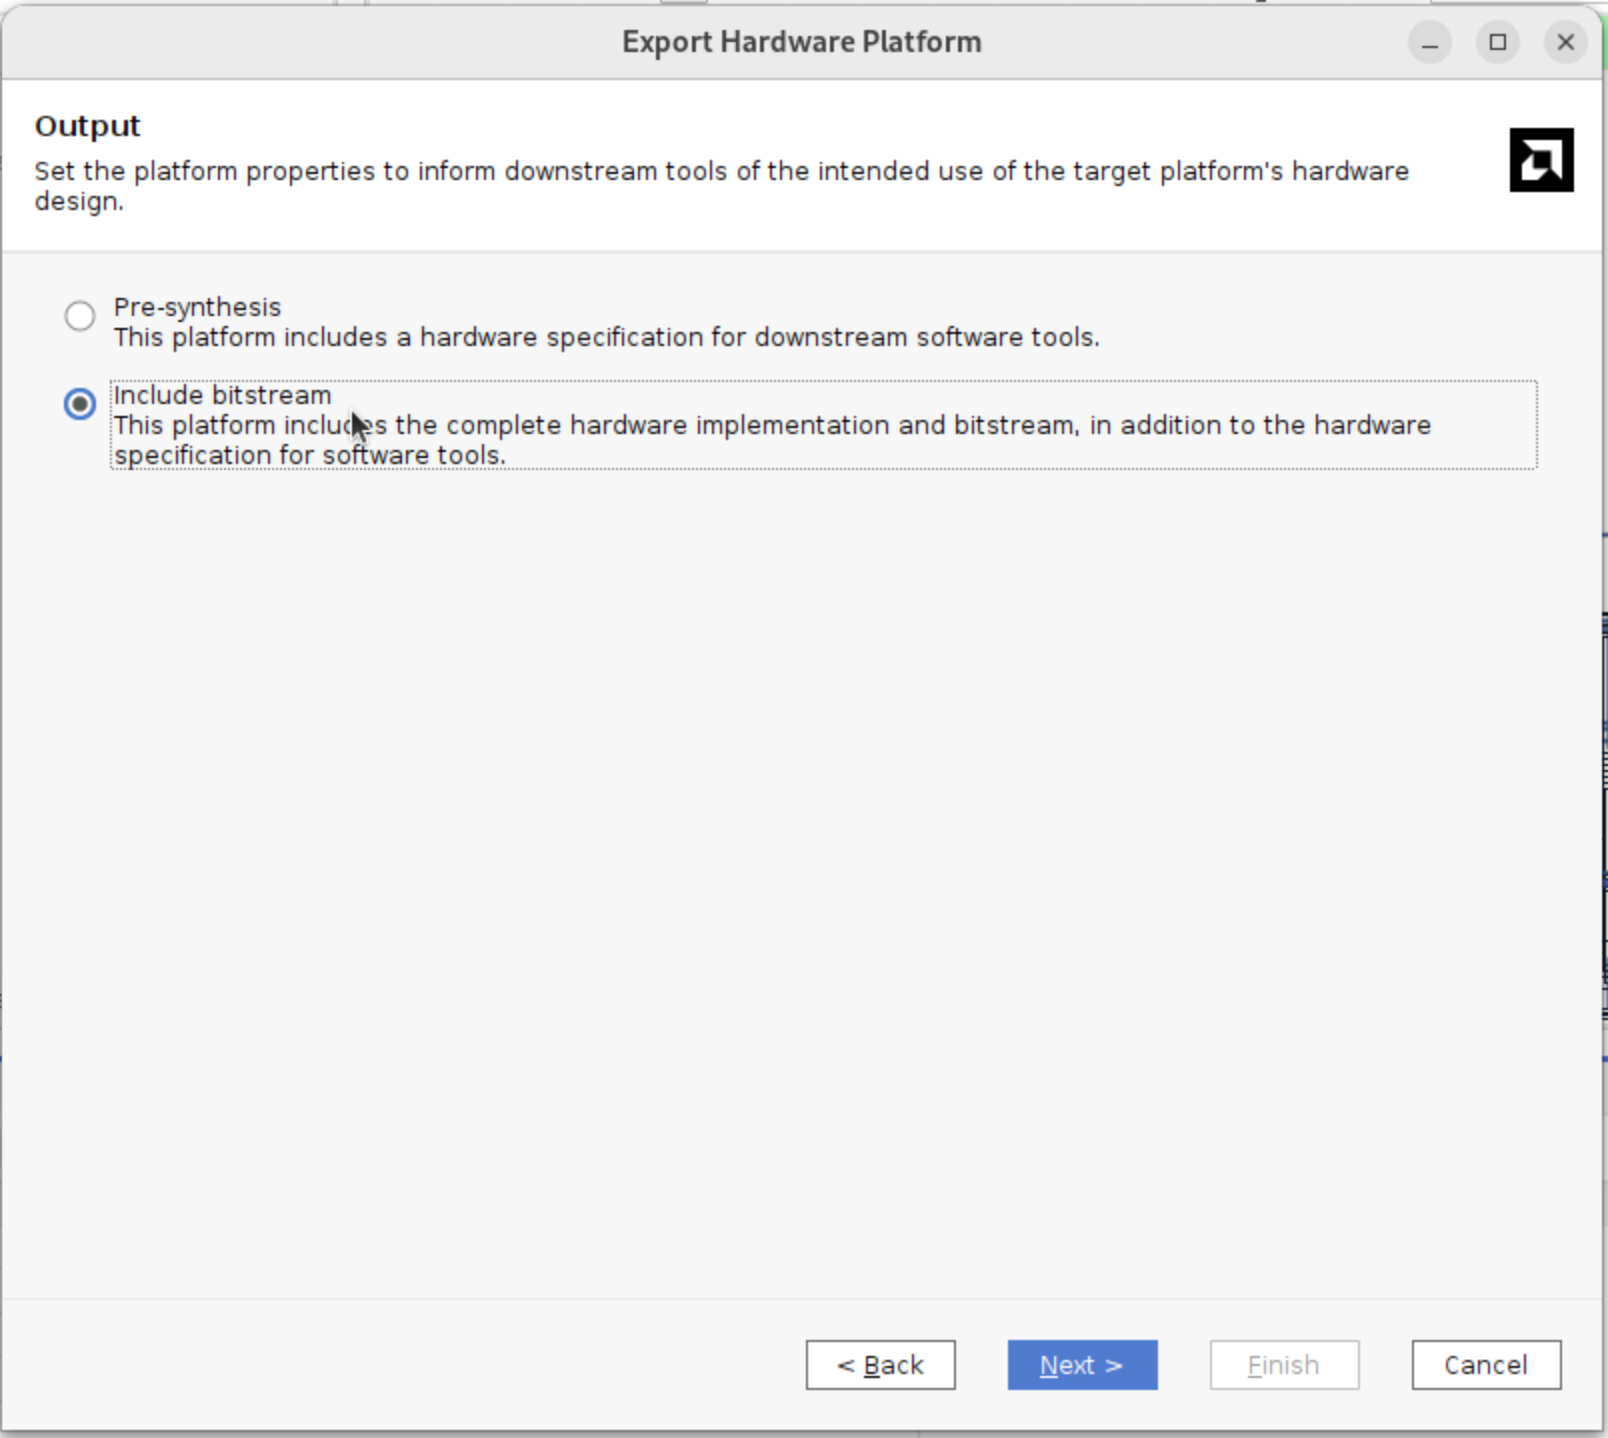 Export Hardware Platform
Output
Set the platform properties to inform downstream tools of the intended use of the target platform's hardware
design.
Pre-synthesis
This platform includes a hardware specification for downstream software tools.
Include bitstream
This platform includes the complete hardware implementation and bitstream, in addition to the hardware
specification for software tools.
< Back
Next >
Finish
Cancel